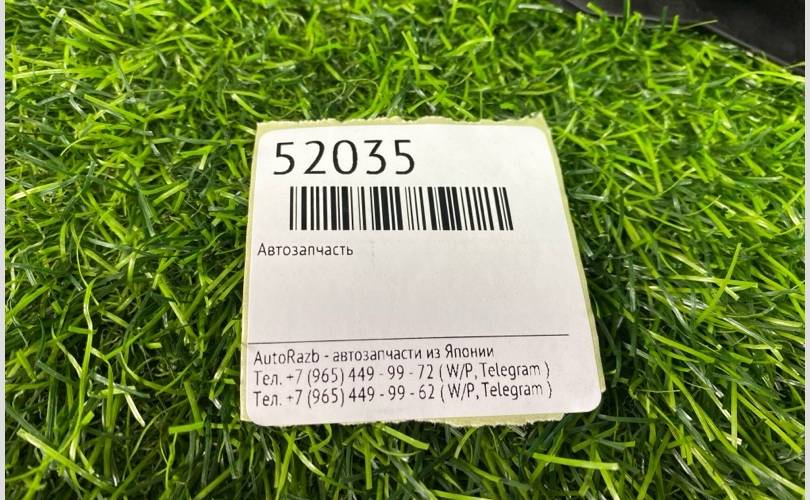 52035
Автозапчасть
AutoRazb - автозапчасти из Японии
Тел. +7 (965) 449 - 99 - 72 ( W/P, Telegram )
Тел. +7 (965) 449 - 99 - 62 ( W/P, Telegram )